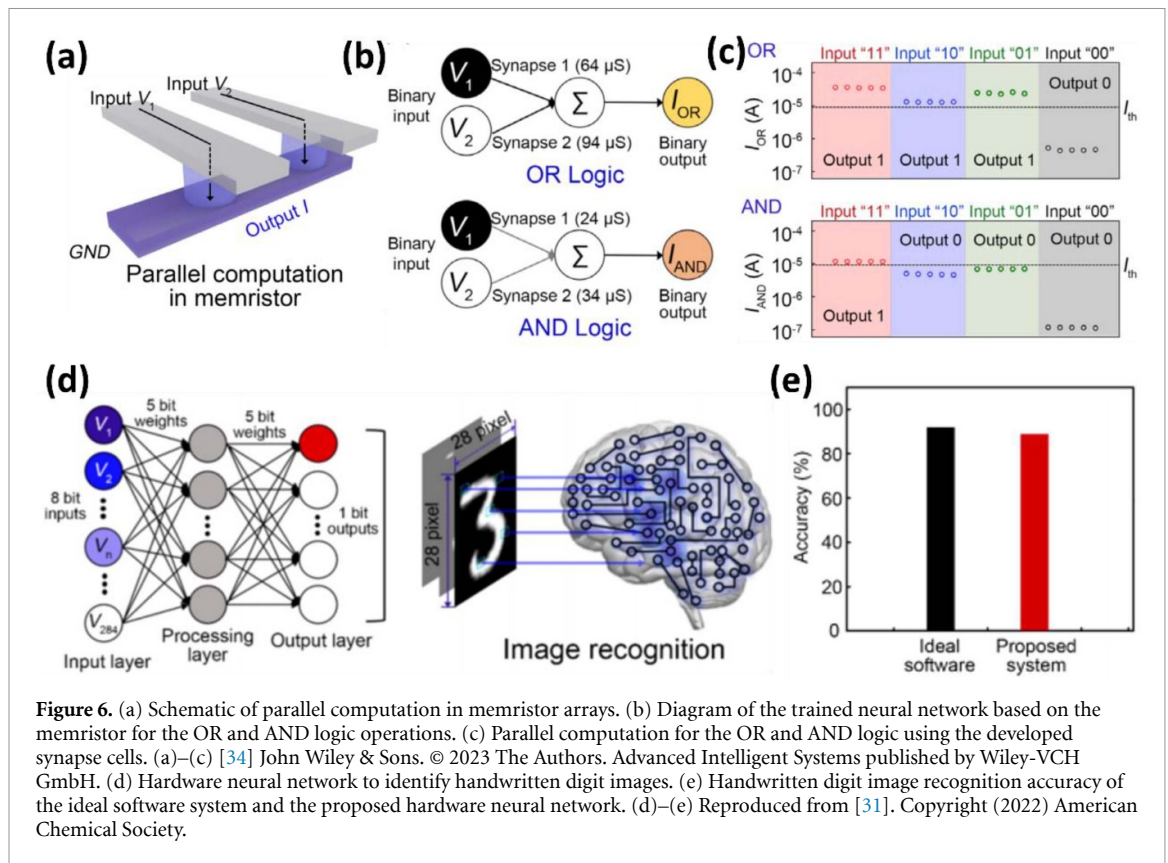 (a)
Input V1
Input V2
Output I
GND
Parallel computation
in memristor
(b)
Binary
input
V1
V2
Synapse 1 (64 μS)
Σ
Synapse 2 (94 μS)
IOR
Binary
output
OR Logic
Binary
input
V1
V2
Synapse 1 (24 μS)
Σ
Synapse 2 (34 μS)
IAND
Binary
output
AND Logic
(c)
OR
Input “11” Input “10” Input “01” Input “00”
IOR (A)
10-4
10-5
10-6
10-7
Output 0
Ith
Output 1 Output 1 Output 1
AND
Input “11” Input “10” Input “01” Input “00”
IAND (A)
10-4
10-5
10-6
10-7
Output 0 Output 0 Output 0
Ith
Output 1
(d)
5 bit
weights
5 bit
weights
V1
V2
8 bit
inputs
Vn
V284
1 bit
outputs
Input layer
Processing
layer
Output layer
28 pixel
28 pixel
3
Image recognition
(e)
Accuracy (%)
100
80
60
40
20
0
Ideal
software
Proposed
system
Figure 6. (a) Schematic of parallel computation in memristor arrays. (b) Diagram of the trained neural network based on the
memristor for the OR and AND logic operations. (c) Parallel computation for the OR and AND logic using the developed
synapse cells. (a)–(c) [34] John Wiley & Sons. © 2023 The Authors. Advanced Intelligent Systems published by Wiley-VCH
GmbH. (d) Hardware neural network to identify handwritten digit images. (e) Handwritten digit image recognition accuracy of
the ideal software system and the proposed hardware neural network. (d)–(e) Reproduced from [31]. Copyright (2022) American
Chemical Society.